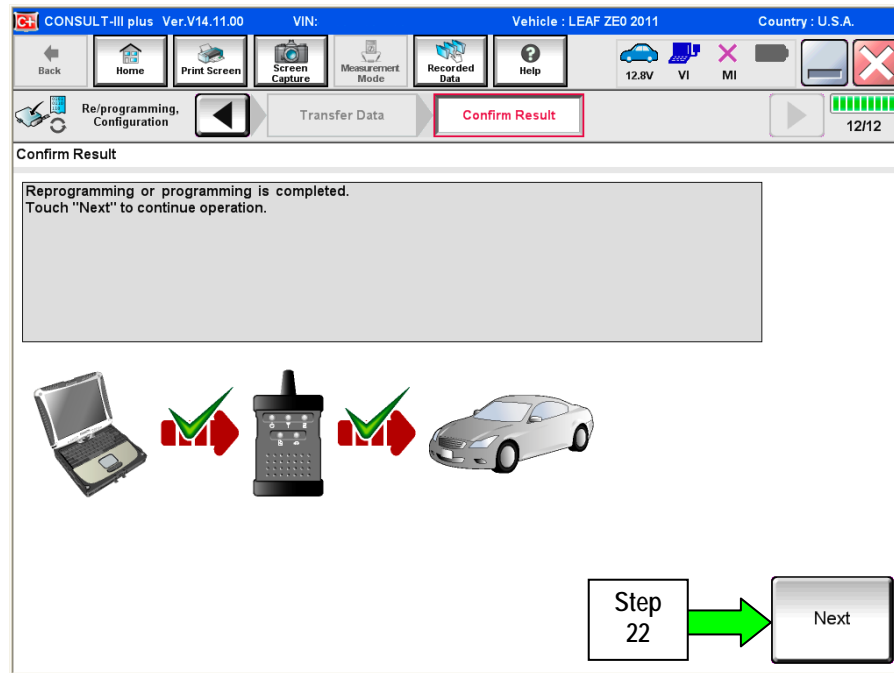 CONSULT-III plus Ver.V14.11.00 VIN: Vehicle : LEAF ZE0 2011 Country : U.S.A.
Back
Home
Print Screen
Screen
Capture
Measurement
Mode
Recorded
Data
Help
12.8V
VI
MI
Re/programming,
Configuration
Transfer Data
Confirm Result
12/12
Confirm Result
Reprogramming or programming is completed.
Touch "Next" to continue operation.
Step
22
Next